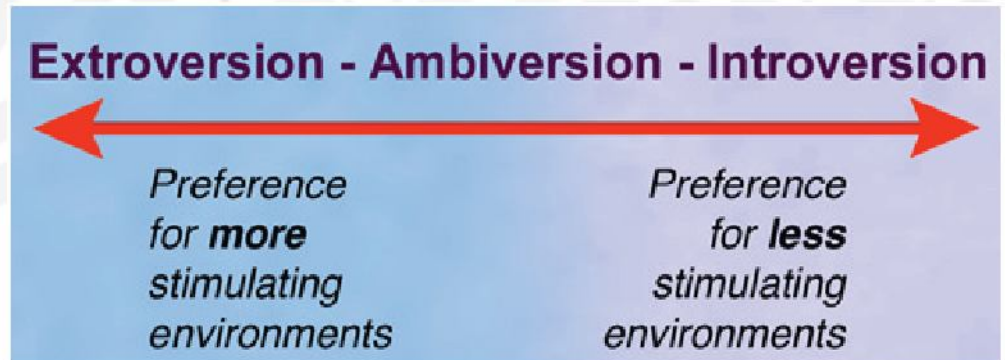 Extroversion - Ambiversion - Introversion
Preference
for more
stimulating
environments
Preference
for less
stimulating
environments